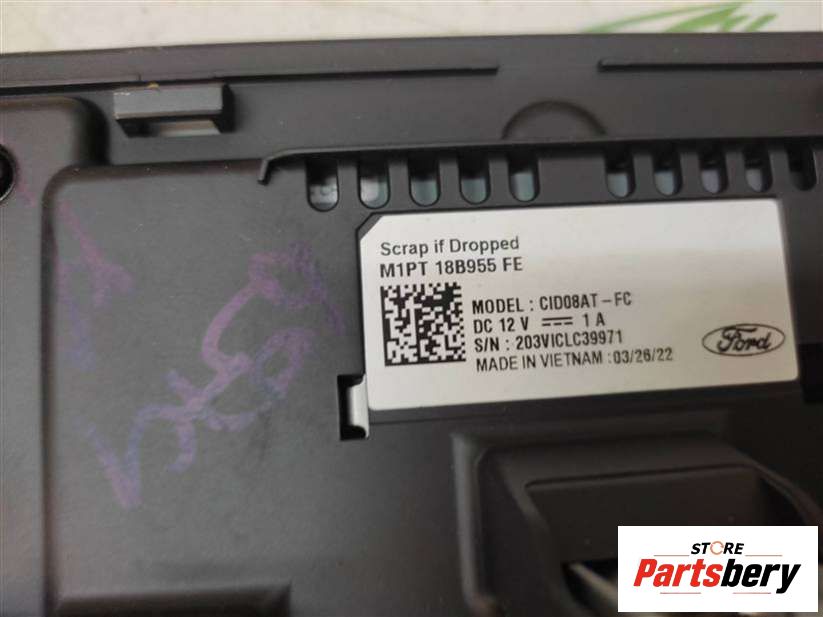 Scrap if Dropped
M1PT 18B955 FE
MODEL : CID08AT-FC
DC 12 V ⎓ 1 A
S/N : 203VICLC39971
MADE IN VIETNAM :03/26/22
Ford
STORE
Partsbery